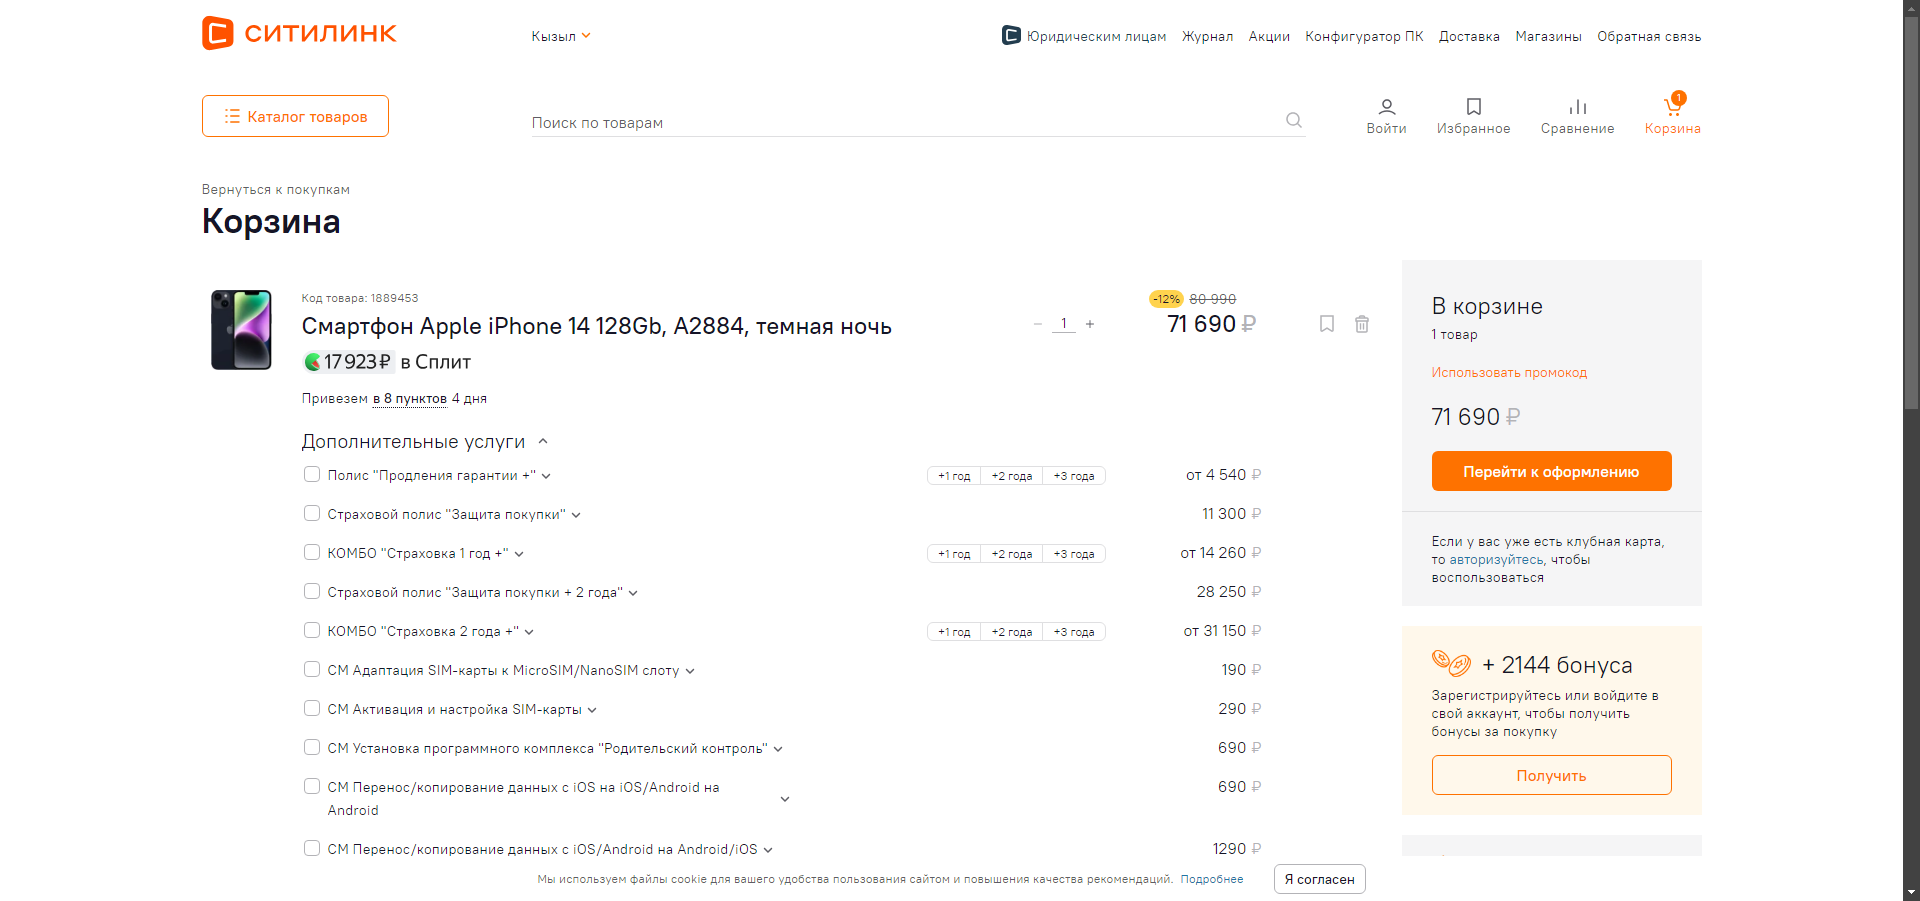 СИТИЛИНК
Кызыл
Юридическим лицам Журнал Акции Конфигуратор ПК Доставка Магазины Обратная связь
Каталог товаров
Поиск по товарам
Войти
Избранное
Сравнение
1
Корзина
Вернуться к покупкам
Корзина
Код товара: 1889453
Смартфон Apple iPhone 14 128Gb, A2884, темная ночь
- 1 +
-12% 80 990
71 690 ₽
17 923 ₽ в Сплит
Привезем в 8 пунктов 4 дня
Дополнительные услуги
Полис "Продления гарантии +" +1 год +2 года +3 года от 4 540 ₽
Страховой полис "Защита покупки" 11 300 ₽
КОМБО "Страховка 1 год +" +1 год +2 года +3 года от 14 260 ₽
Страховой полис "Защита покупки + 2 года" 28 250 ₽
КОМБО "Страховка 2 года +" +1 год +2 года +3 года от 31 150 ₽
СМ Адаптация SIM-карты к MicroSIM/NanoSIM слоту 190 ₽
СМ Активация и настройка SIM-карты 290 ₽
СМ Установка программного комплекса "Родительский контроль" 690 ₽
СМ Перенос/копирование данных с iOS на iOS/Android на 690 ₽
Android
СМ Перенос/копирование данных с iOS/Android на Android/iOS 1290 ₽
В корзине
1 товар
Использовать промокод
71 690 ₽
Перейти к оформлению
Если у вас уже есть клубная карта,
то авторизуйтесь, чтобы
воспользоваться
+ 2144 бонуса
Зарегистрируйтесь или войдите в
свой аккаунт, чтобы получить
бонусы за покупку
Получить
Мы используем файлы cookie для вашего удобства пользования сайтом и повышения качества рекомендаций. Подробнее
Я согласен